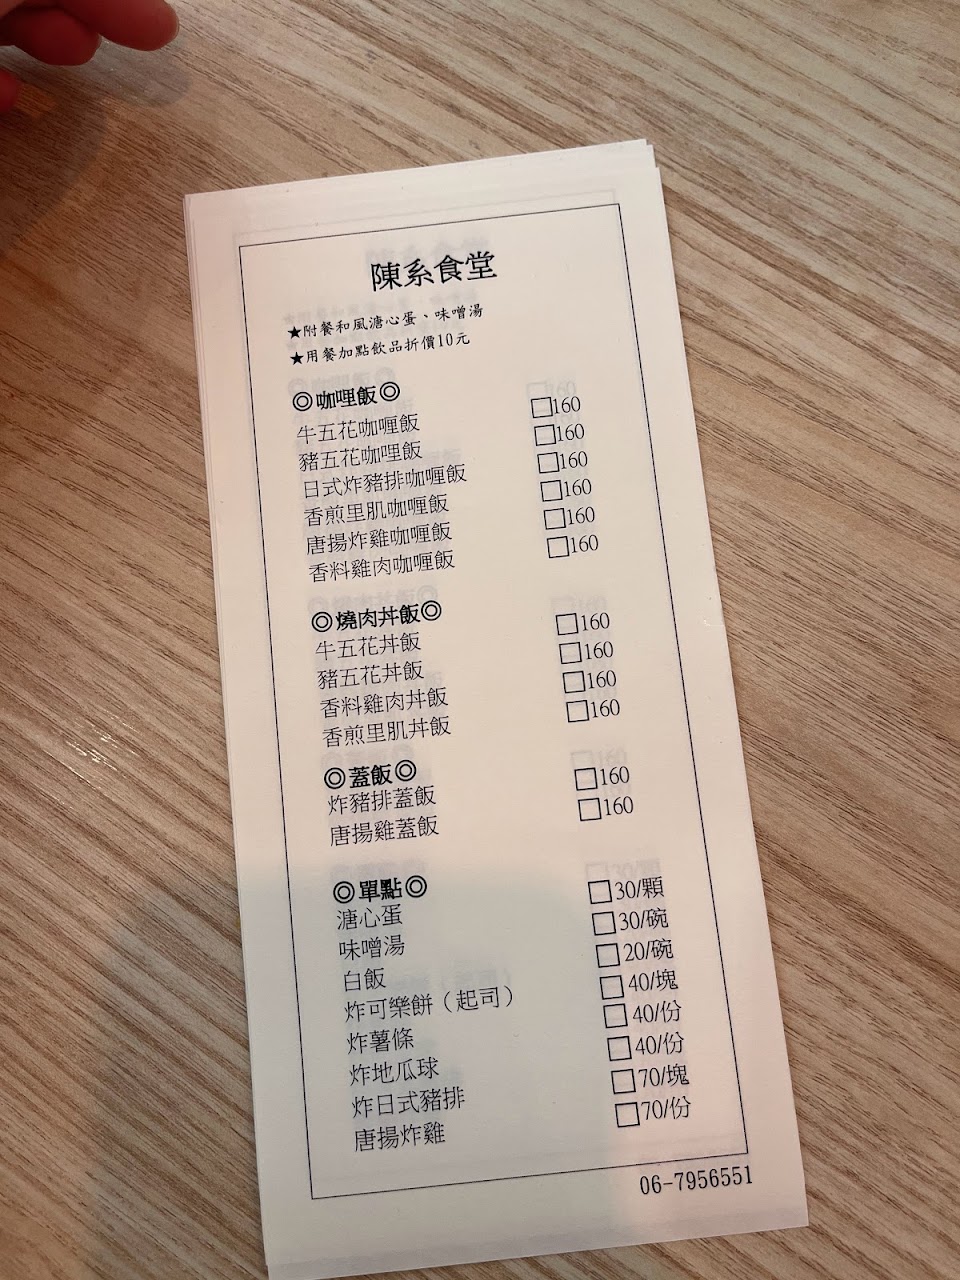 陳系食堂
★附餐和風溏心蛋、味噌湯
★用餐加點飲品折價10元
◎咖哩飯◎
牛五花咖喱飯 □160
豬五花咖哩飯 □160
日式炸豬排咖喱飯 □160
香煎里肌咖喱飯 □160
唐揚炸雞咖喱飯 □160
香料雞肉咖喱飯 □160
◎燒肉丼飯◎
牛五花丼飯 □160
豬五花丼飯 □160
香料雞肉丼飯 □160
香煎里肌丼飯 □160
◎蓋飯◎
炸豬排蓋飯 □160
唐揚雞蓋飯 □160
◎單點◎
溏心蛋 □30/顆
味噌湯 □30/碗
白飯 □20/碗
炸可樂餅（起司） □40/塊
炸薯條 □40/份
炸地瓜球 □40/份
炸日式豬排 □70/塊
唐揚炸雞 □70/份
06-7956551